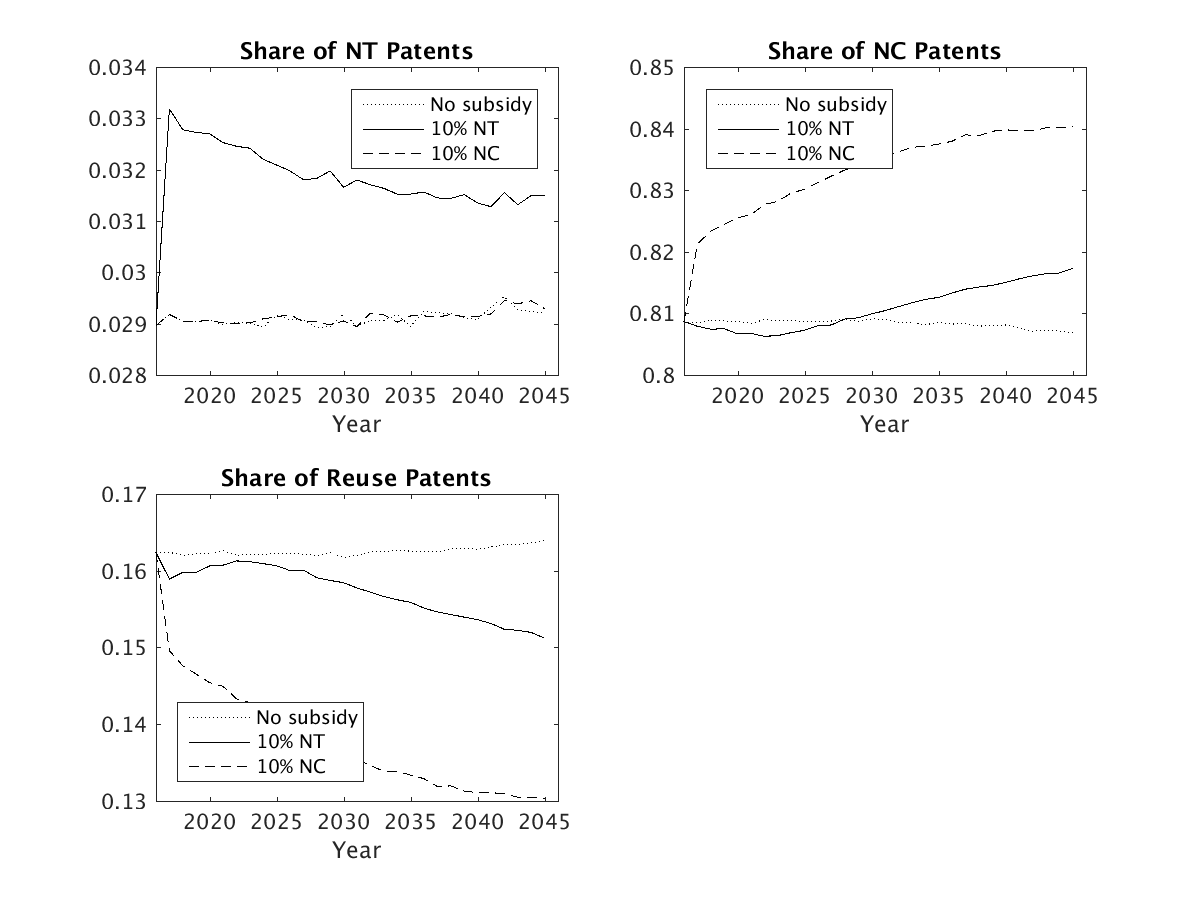 Share of NT Patents
0.034
0.033
0.032
0.031
0.03
0.029
0.028
No subsidy
10% NT
10% NC
2020 2025 2030 2035 2040 2045
Year
Share of NC Patents
0.85
0.84
0.83
0.82
0.81
0.8
No subsidy
10% NT
10% NC
2020 2025 2030 2035 2040 2045
Year
Share of Reuse Patents
0.17
0.16
0.15
0.14
0.13
No subsidy
10% NT
10% NC
2020 2025 2030 2035 2040 2045
Year